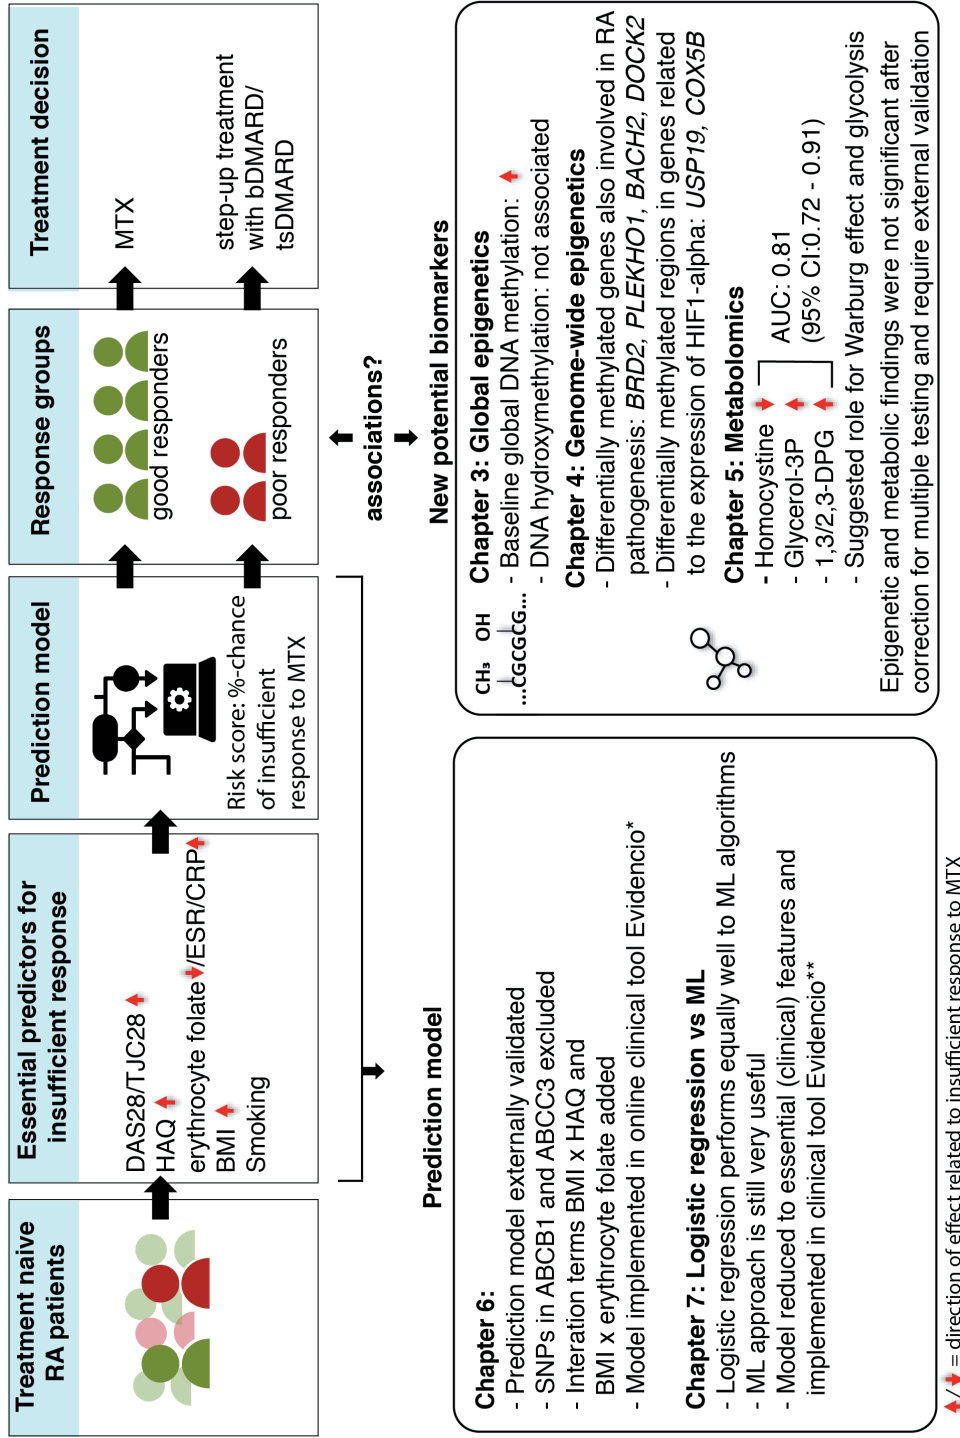 Treatment naive
RA patients
Essential predictors for
insufficient response
DAS28/TJC28
HAQ
erythrocyte folate /ESR/CRP
BMI
Smoking
Prediction model
Risk score: %-chance
of insufficient
response to MTX
Response groups
good responders
poor responders
Treatment decision
MTX
step-up treatment
with bDMARD/
tsDMARD
associations?
Prediction model
Chapter 6:
- Prediction model externally validated
- SNPs in ABCB1 and ABCC3 excluded
- Interation terms BMI x HAQ and
BMI x erythrocyte folate added
- Model implemented in online clinical tool Evidencio*
Chapter 7: Logistic regression vs ML
- Logistic regression performs equally well to ML algorithms
- ML approach is still very useful
- Model reduced to essential (clinical) features and
implemented in clinical tool Evidencio**
New potential biomarkers
CH₃ OH
...CGCGCG...
Chapter 3: Global epigenetics
- Baseline global DNA methylation:
- DNA hydroxymethylation: not associated
Chapter 4: Genome-wide epigenetics
- Differentially methylated genes also involved in RA
pathogenesis: BRD2, PLEKHO1, BACH2, DOCK2
- Differentially methylated regions in genes related
to the expression of HIF1-alpha: USP19, COX5B
Chapter 5: Metabolomics
- Homocystine
- Glycerol-3P
- 1,3/2,3-DPG
AUC: 0.81
(95% CI:0.72 - 0.91)
- Suggested role for Warburg effect and glycolysis
Epigenetic and metabolic findings were not significant after
correction for multiple testing and require external validation
/ = direction of effect related to insufficient response to MTX